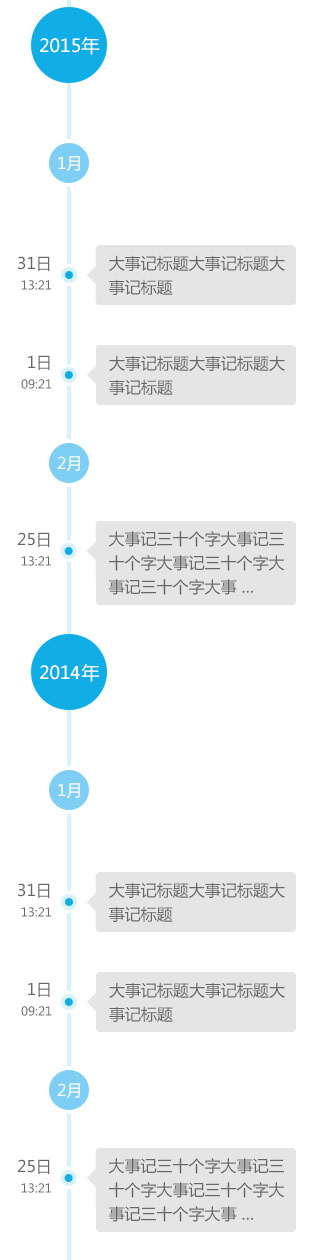 2015年
1月
31日
13:21
大事记标题大事记标题大
事记标题
1日
09:21
大事记标题大事记标题大
事记标题
2月
25日
13:21
大事记三十个字大事记三
十个字大事记三十个字大
事记三十个字大事 ...
2014年
1月
31日
13:21
大事记标题大事记标题大
事记标题
1日
09:21
大事记标题大事记标题大
事记标题
2月
25日
13:21
大事记三十个字大事记三
十个字大事记三十个字大
事记三十个字大事 ...